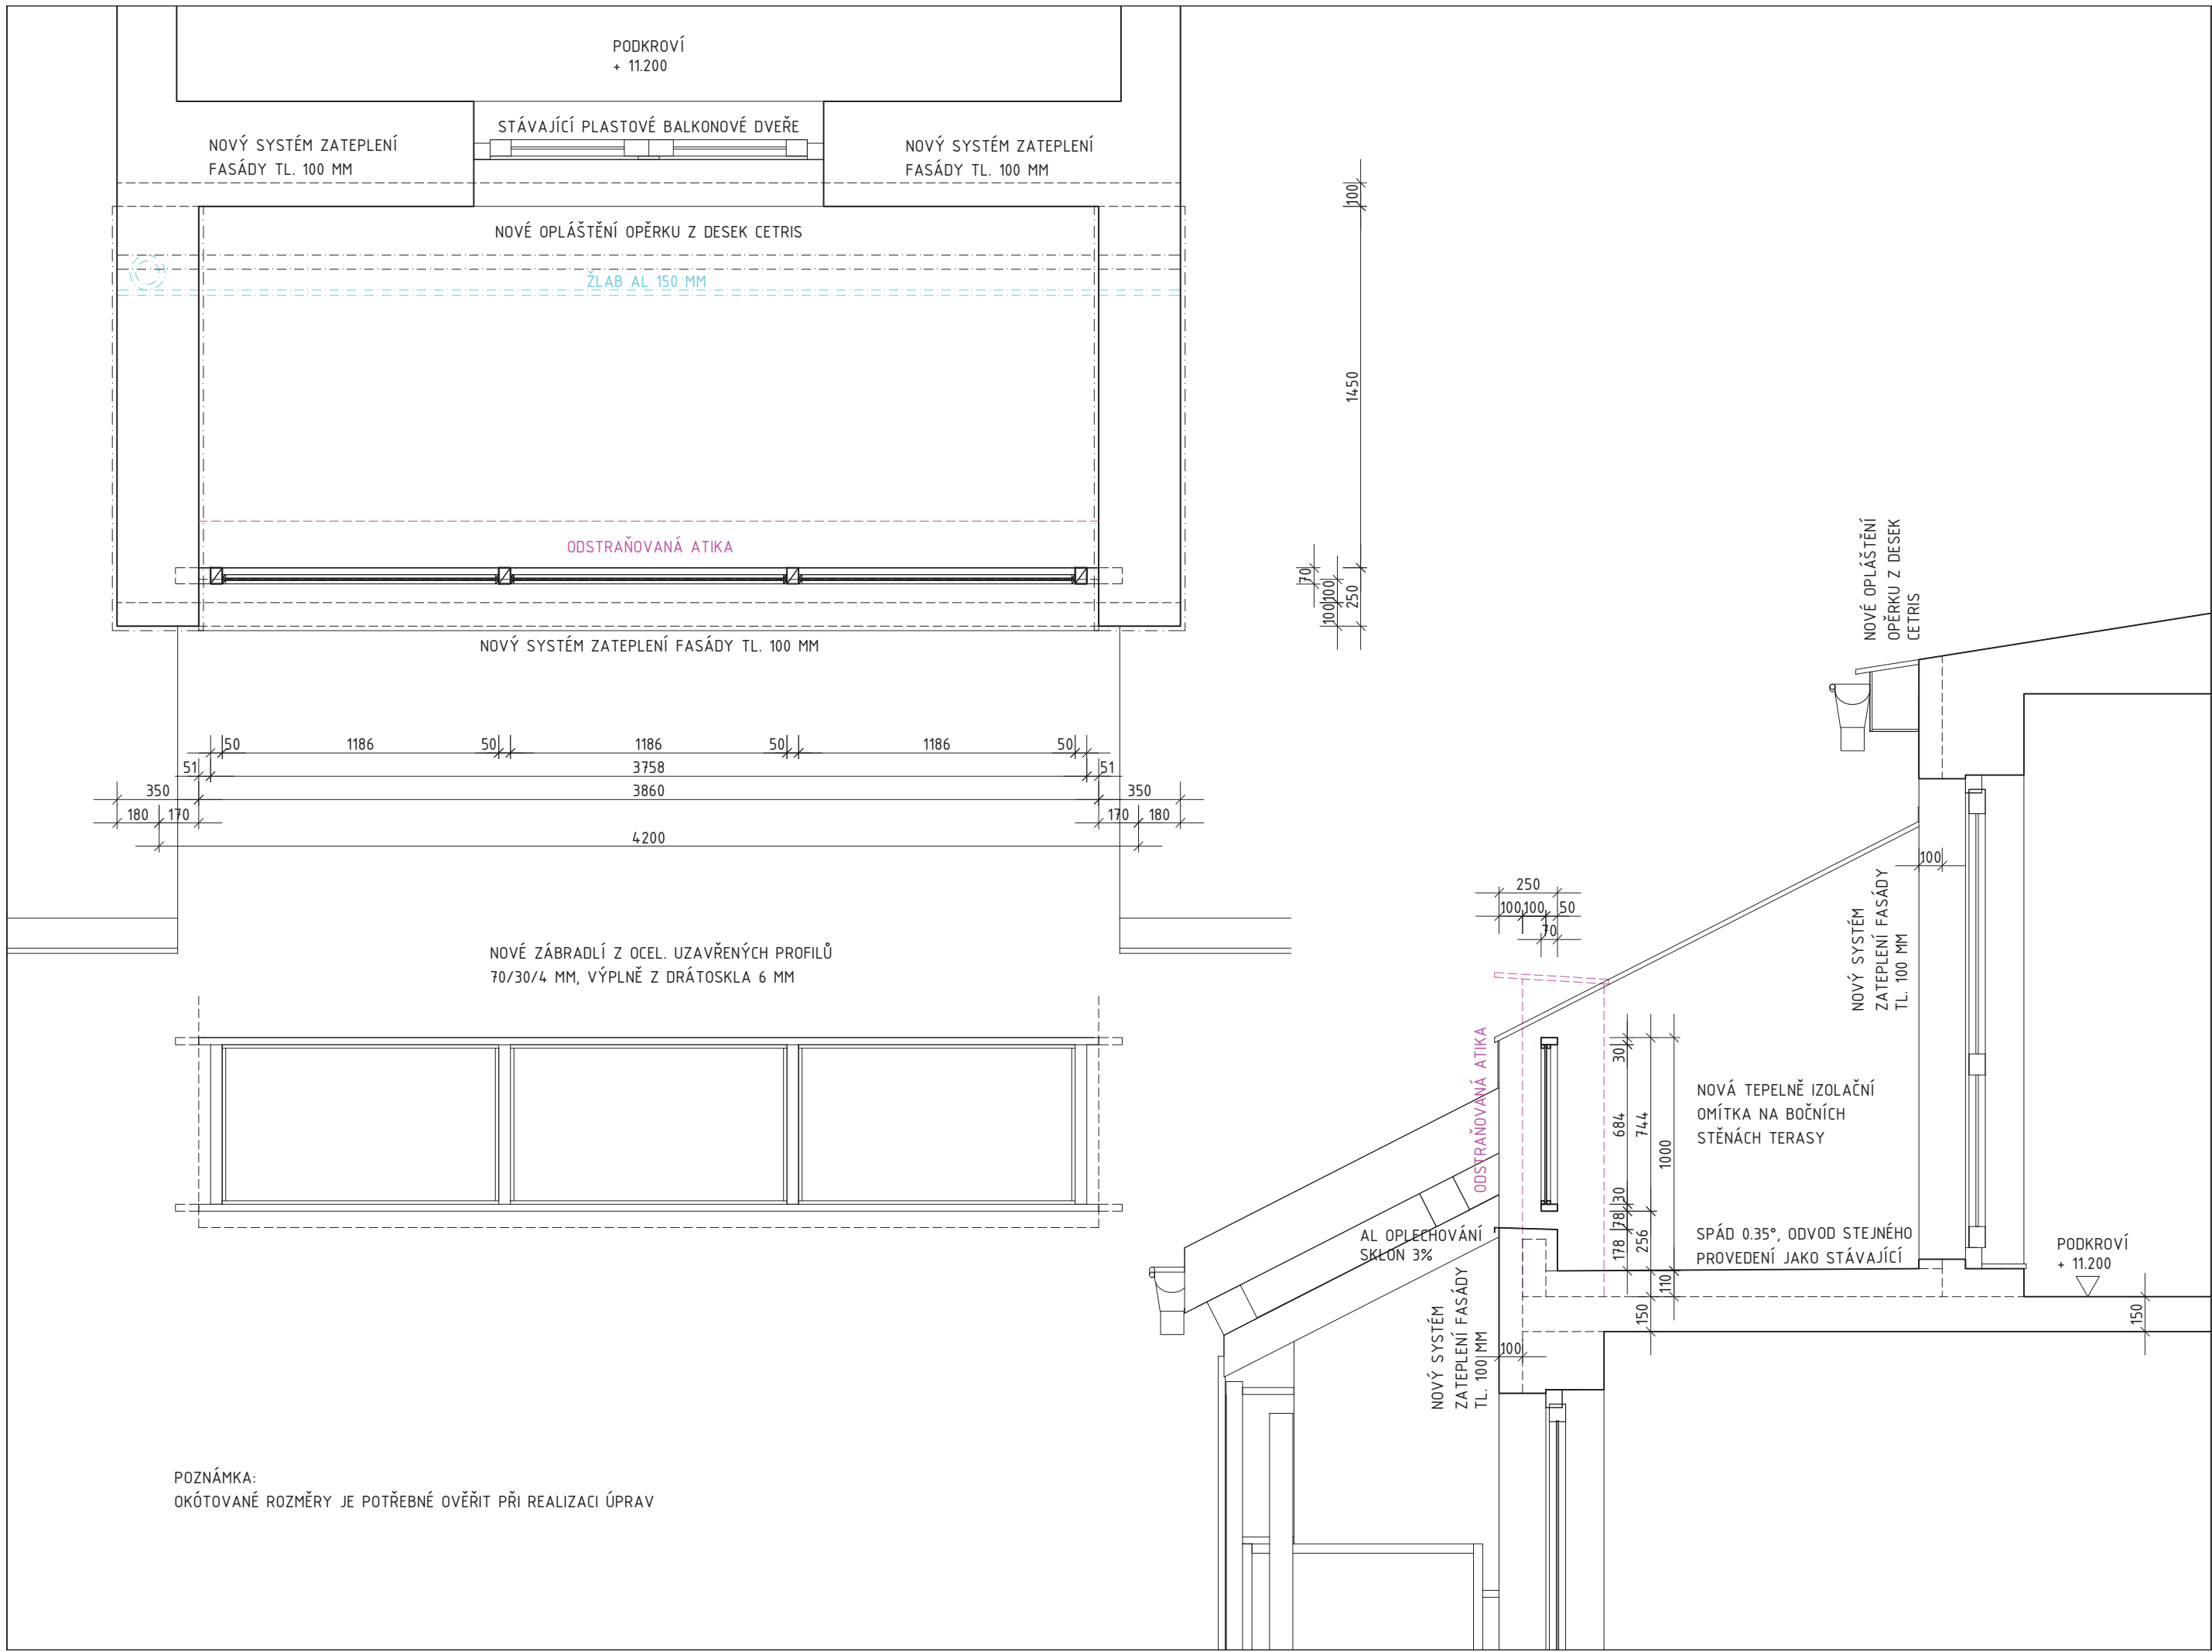 PODKROVÍ
+ 11.200
STÁVAJÍCÍ PLASTOVÉ BALKONOVÉ DVEŘE
NOVÝ SYSTÉM ZATEPLENÍ
FASÁDY TL. 100 MM
NOVÝ SYSTÉM ZATEPLENÍ
FASÁDY TL. 100 MM
NOVÉ OPLÁŠTĚNÍ OPĚRKU Z DESEK CETRIS
ŽLAB AL 150 MM
ODSTRAŇOVANÁ ATIKA
NOVÝ SYSTÉM ZATEPLENÍ FASÁDY TL. 100 MM
100
1450
70
100
100
250
50 1186 50 1186 50 1186 50
51 3758 51
350 3860 350
180 170 170 180
4200
NOVÉ ZÁBRADLÍ Z OCEL. UZAVŘENÝCH PROFILŮ
70/30/4 MM, VÝPLNĚ Z DRÁTOSKLA 6 MM
POZNÁMKA:
OKÓTOVANÉ ROZMĚRY JE POTŘEBNÉ OVĚŘIT PŘI REALIZACI ÚPRAV
NOVÉ OPLÁŠTĚNÍ
OPĚRKU Z DESEK
CETRIS
100
NOVÝ SYSTÉM
ZATEPLENÍ FASÁDY
TL. 100 MM
250
100 100 50
70
ODSTRAŇOVANÁ ATIKA
30
684
30
78
178
744
256
1000
110
150
NOVÁ TEPELNĚ IZOLAČNÍ
OMÍTKA NA BOČNÍCH
STĚNÁCH TERASY
SPÁD 0.35°, ODVOD STEJNÉHO
PROVEDENÍ JAKO STÁVAJÍCÍ
AL OPLECHOVÁNÍ
SKLON 3%
NOVÝ SYSTÉM
ZATEPLENÍ FASÁDY
TL. 100 MM
100
PODKROVÍ
+ 11.200
150